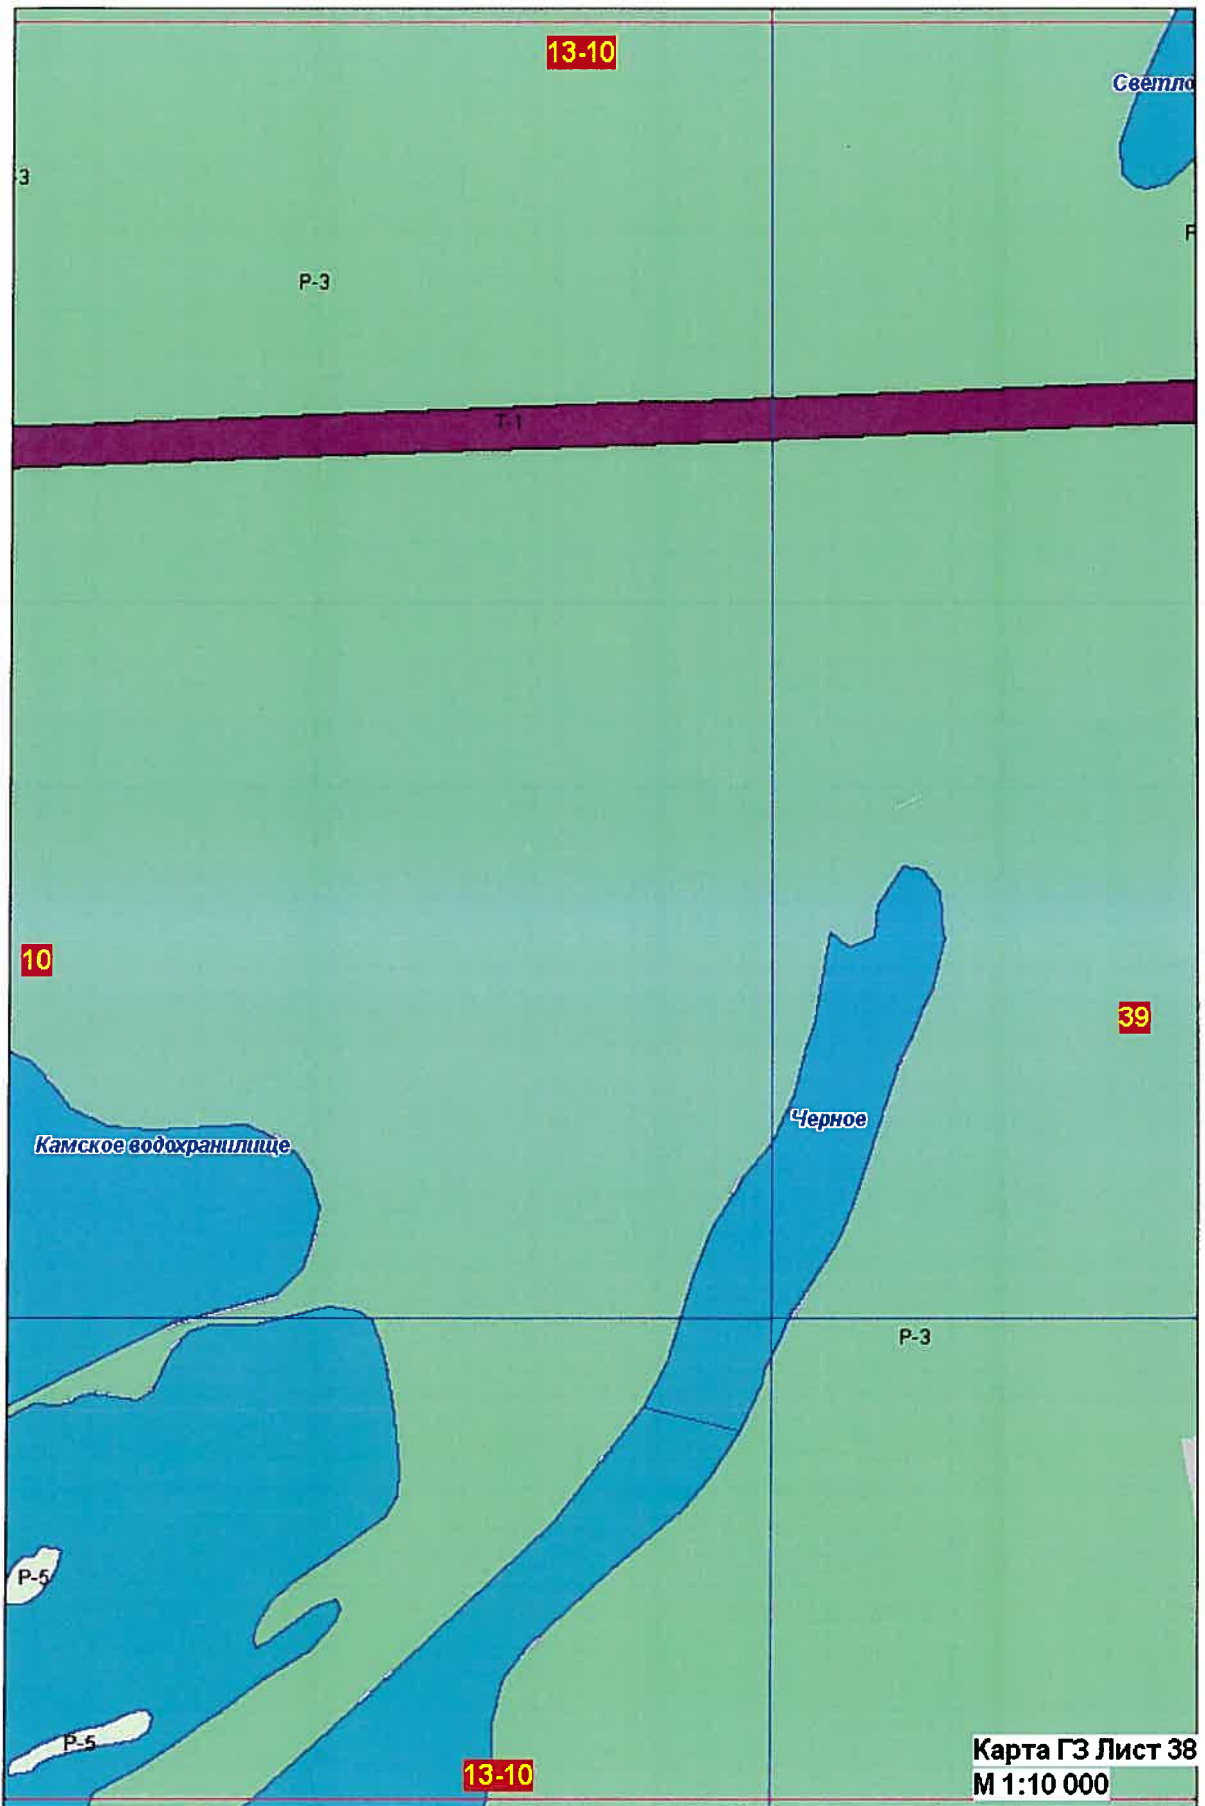 13-10
Светло
3
Р-3
Т-1
10
39
Черное
Камское водохранилище
Р-3
Р-5
Р-5
13-10
Карта ГЗ Лист 38
М 1:10 000